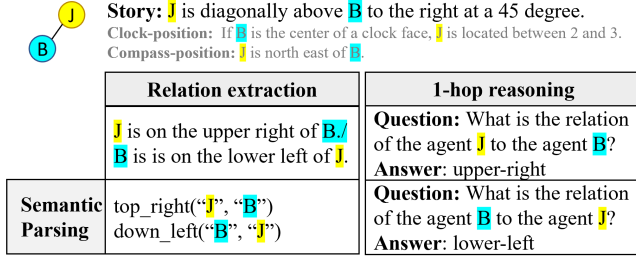 J
B
Story: J is diagonally above B to the right at a 45 degree.
Clock-position: If B is the center of a clock face, J is located between 2 and 3.
Compass-position: J is north east of B.
Relation extraction
J is on the upper right of B./
B is is on the lower left of J.
Semantic
Parsing
top_right(“J”, “B”)
down_left(“B”, “J”)
1-hop reasoning
Question: What is the relation
of the agent J to the agent B?
Answer: upper-right
Question: What is the relation
of the agent B to the agent J?
Answer: lower-left